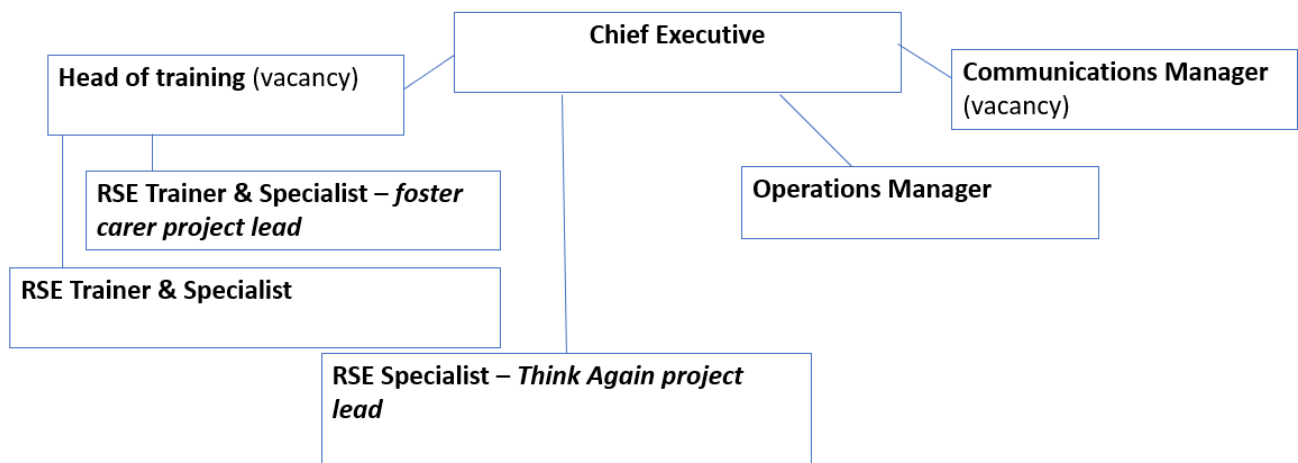 Chief Executive
Head of training (vacancy)
Communications Manager
(vacancy)
RSE Trainer & Specialist – foster
carer project lead
Operations Manager
RSE Trainer & Specialist
RSE Specialist – Think Again project
lead